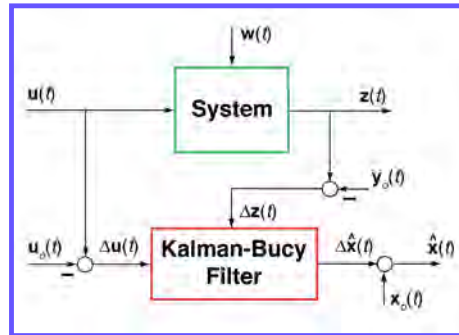 w(t)
u(t)
System
z(t)
y_o(t)
Δz(t)
u_o(t)
Δu(t)
Kalman-Bucy
Filter
Δx̂(t)
x̂(t)
x_o(t)